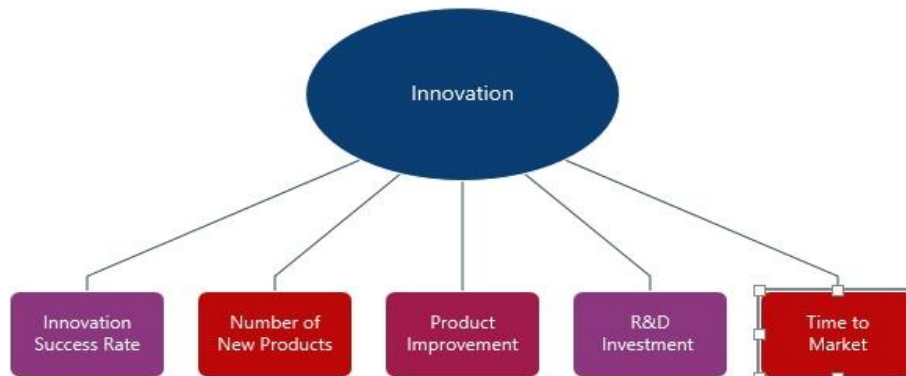 Innovation
Innovation
Success Rate
Number of
New Products
Product
Improvement
R&D
Investment
Time to
Market